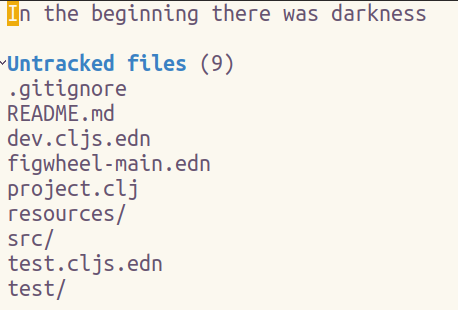 In the beginning there was darkness
Untracked files (9)
.gitignore
README.md
dev.cljs.edn
figwheel-main.edn
project.clj
resources/
src/
test.cljs.edn
test/